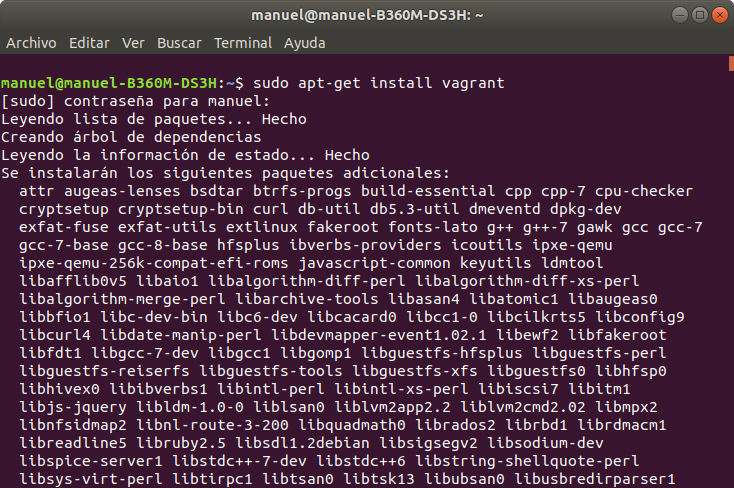 manuel@manuel-B360M-DS3H: ~
Archivo Editar Ver Buscar Terminal Ayuda
manuel@manuel-B360M-DS3H:~$ sudo apt-get install vagrant
[sudo] contraseña para manuel:
Leyendo lista de paquetes... Hecho
Creando árbol de dependencias
Leyendo la información de estado... Hecho
Se instalarán los siguientes paquetes adicionales:
attr augeas-lenses bsdtar btrfs-progs build-essential cpp cpp-7 cpu-checker
cryptsetup cryptsetup-bin curl db-util db5.3-util dmeventd dpkg-dev
exfat-fuse exfat-utils extlinux fakeroot fonts-lato g++ g++-7 gawk gcc gcc-7
gcc-7-base gcc-8-base hfsplus ibverbs-providers icoutils ipxe-qemu
ipxe-qemu-256k-compat-efi-roms javascript-common keyutils ldmtool
libafflib0v5 libaio1 libalgorithm-diff-perl libalgorithm-diff-xs-perl
libalgorithm-merge-perl libarchive-tools libasan4 libatomic1 libaugeas0
libbfio1 libc-dev-bin libc6-dev libcacard0 libcc1-0 libcilkrts5 libconfig9
libcurl4 libdate-manip-perl libdevmapper-event1.02.1 libewf2 libfakeroot
libfdt1 libgcc-7-dev libgcc1 libgomp1 libguestfs-hfsplus libguestfs-perl
libguestfs-reiserfs libguestfs-tools libguestfs-xfs libguestfs0 libhfsp0
libhivex0 libibverbs1 libintl-perl libintl-xs-perl libiscsi7 libitm1
libjs-jquery libldm-1.0-0 liblsan0 liblvm2app2.2 liblvm2cmd2.02 libmpx2
libnfsidmap2 libnl-route-3-200 libquadmath0 librados2 librbd1 librdmacm1
libreadline5 libruby2.5 libsdl1.2debian libsigsegv2 libsodium-dev
libspice-server1 libstdc++-7-dev libstdc++6 libstring-shellquote-perl
libsys-virt-perl libtirpc1 libtsan0 libtsk13 libubsan0 libusbredirparser1